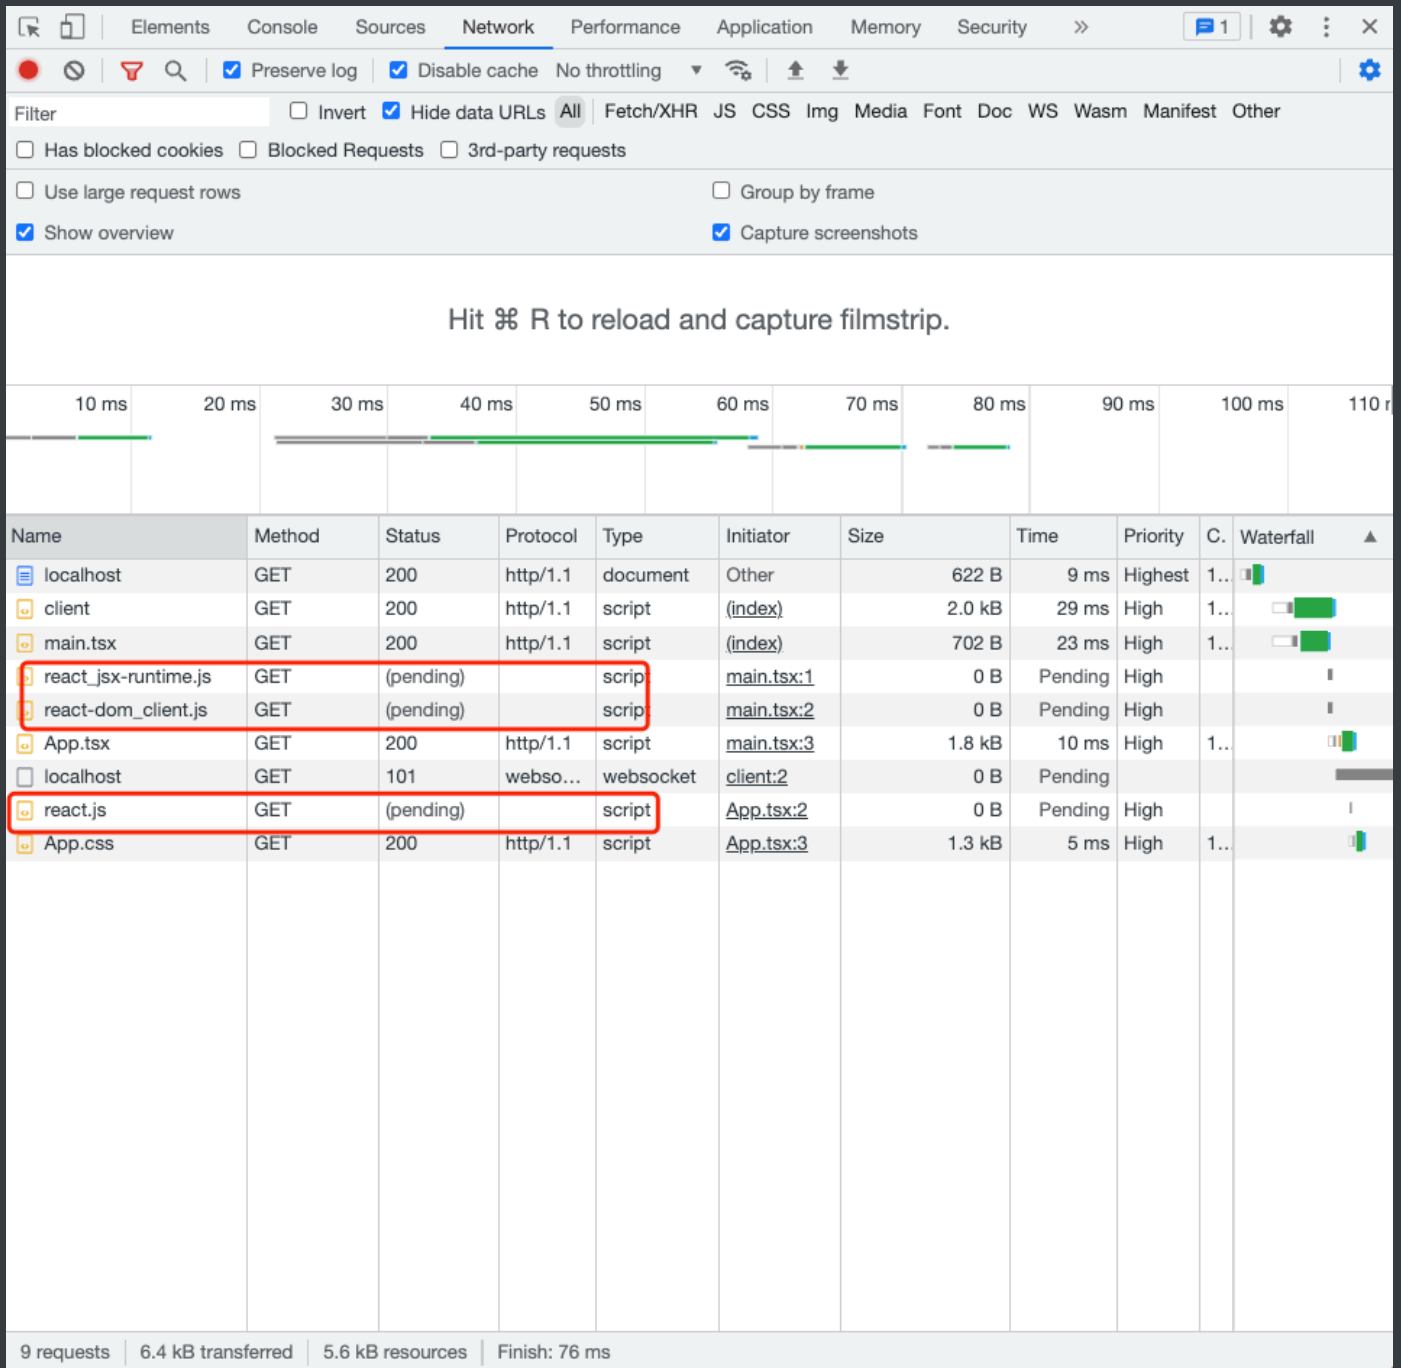 Elements Console Sources Network Performance Application Memory Security » 1
Preserve log Disable cache No throttling
Filter Invert Hide data URLs All Fetch/XHR JS CSS Img Media Font Doc WS Wasm Manifest Other
Has blocked cookies Blocked Requests 3rd-party requests
Use large request rows Group by frame
Show overview Capture screenshots
Hit ⌘ R to reload and capture filmstrip.
10 ms 20 ms 30 ms 40 ms 50 ms 60 ms 70 ms 80 ms 90 ms 100 ms 110
Name Method Status Protocol Type Initiator Size Time Priority C. Waterfall
localhost GET 200 http/1.1 document Other 622 B 9 ms Highest 1...
client GET 200 http/1.1 script (index) 2.0 kB 29 ms High 1...
main.tsx GET 200 http/1.1 script (index) 702 B 23 ms High 1...
react_jsx-runtime.js GET (pending) script main.tsx:1 0 B Pending High
react-dom_client.js GET (pending) script main.tsx:2 0 B Pending High
App.tsx GET 200 http/1.1 script main.tsx:3 1.8 kB 10 ms High 1...
localhost GET 101 webso... websocket client:2 0 B Pending
react.js GET (pending) script App.tsx:2 0 B Pending High
App.css GET 200 http/1.1 script App.tsx:3 1.3 kB 5 ms High 1...
9 requests 6.4 kB transferred 5.6 kB resources Finish: 76 ms